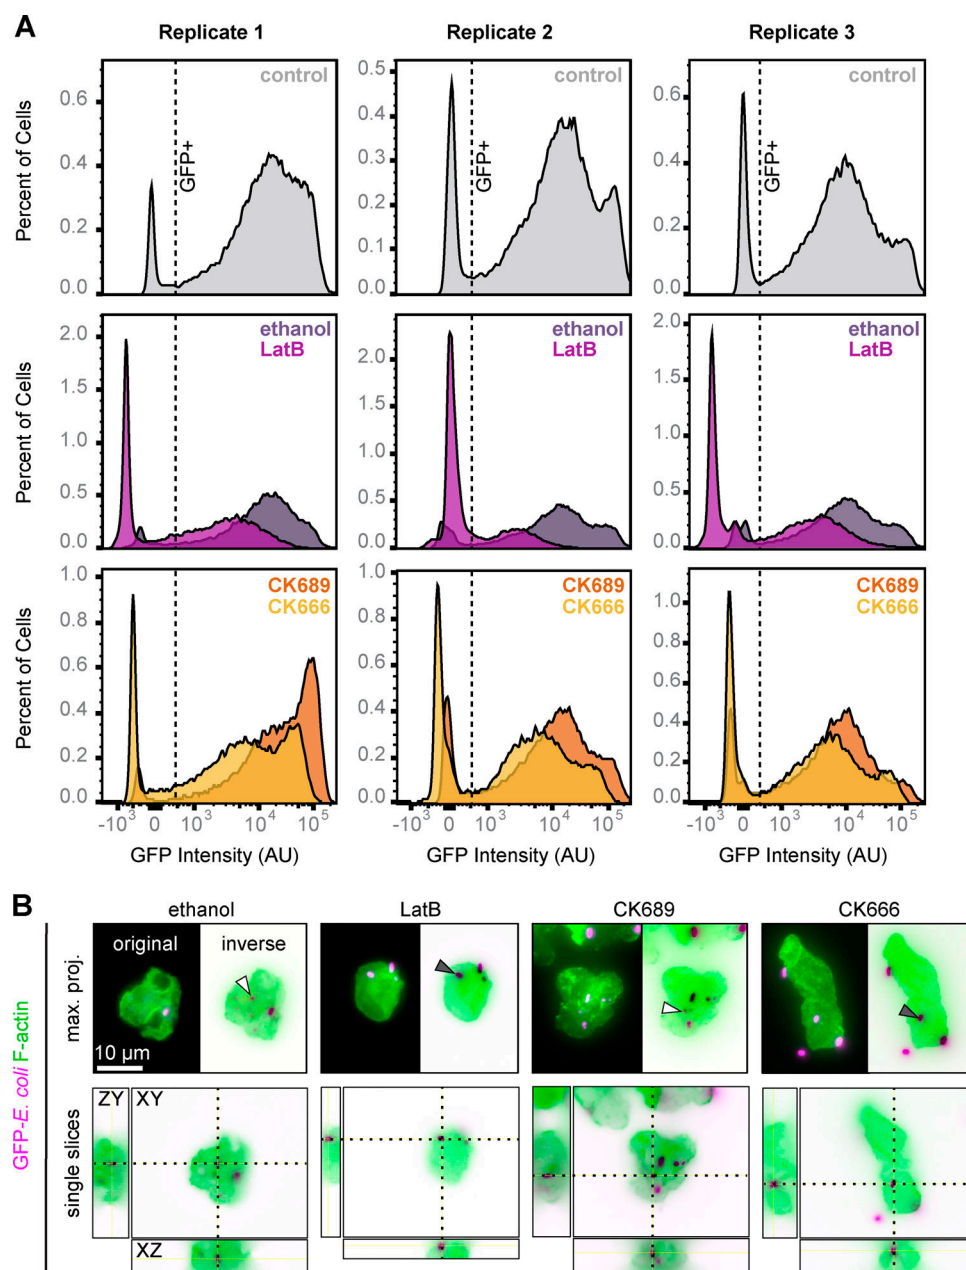 A
Replicate 1 Replicate 2 Replicate 3
Percent of Cells
0.6
0.4
0.2
0.0
control
GFP+
0.5
0.4
0.3
0.2
0.1
0.0
control
GFP+
0.6
0.4
0.2
0.0
control
GFP+
Percent of Cells
2.0
1.5
1.0
0.5
0.0
ethanol
LatB
2.0
1.5
1.0
0.5
0.0
ethanol
LatB
2.0
1.5
1.0
0.5
0.0
ethanol
LatB
Percent of Cells
1.0
0.8
0.6
0.4
0.2
0.0
CK689
CK666
1.0
0.8
0.6
0.4
0.2
0.0
CK689
CK666
1.0
0.8
0.6
0.4
0.2
0.0
CK689
CK666
-10³ 0 10³ 10⁴ 10⁵
-10³ 0 10³ 10⁴ 10⁵
-10³ 0 10³ 10⁴ 10⁵
GFP Intensity (AU) GFP Intensity (AU) GFP Intensity (AU)
B
ethanol LatB CK689 CK666
GFP-E. coli F-actin
max. proj.
original inverse
10 µm
single slices
ZY XY
XZ